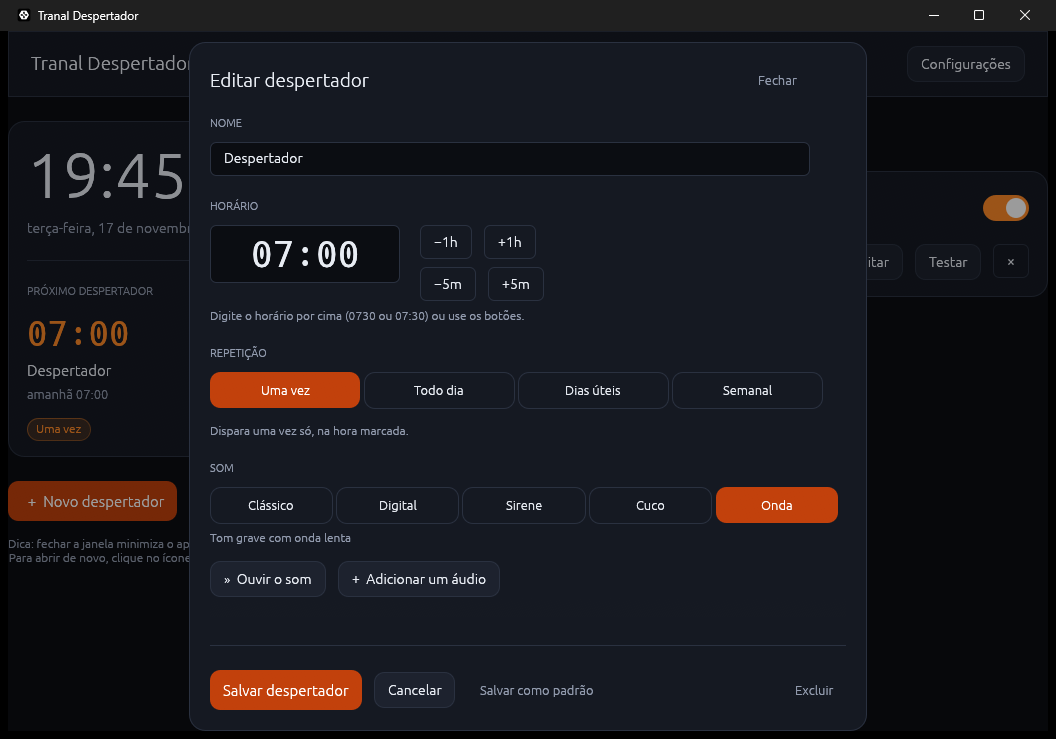 Tranal Despertador
Tranal Despertador
Configurações
19:45
terça-feira, 17 de novemb
PRÓXIMO DESPERTADOR
07:00
Despertador
amanhã 07:00
Uma vez
+ Novo despertador
Dica: fechar a janela minimiza o ap
Para abrir de novo, clique no ícone
Editar despertador
Fechar
NOME
Despertador
HORÁRIO
07:00
−1h
+1h
−5m
+5m
Digite o horário por cima (0730 ou 07:30) ou use os botões.
REPETIÇÃO
Uma vez
Todo dia
Dias úteis
Semanal
Dispara uma vez só, na hora marcada.
SOM
Clássico
Digital
Sirene
Cuco
Onda
Tom grave com onda lenta
» Ouvir o som
+ Adicionar um áudio
Salvar despertador
Cancelar
Salvar como padrão
Excluir
itar
Testar
×